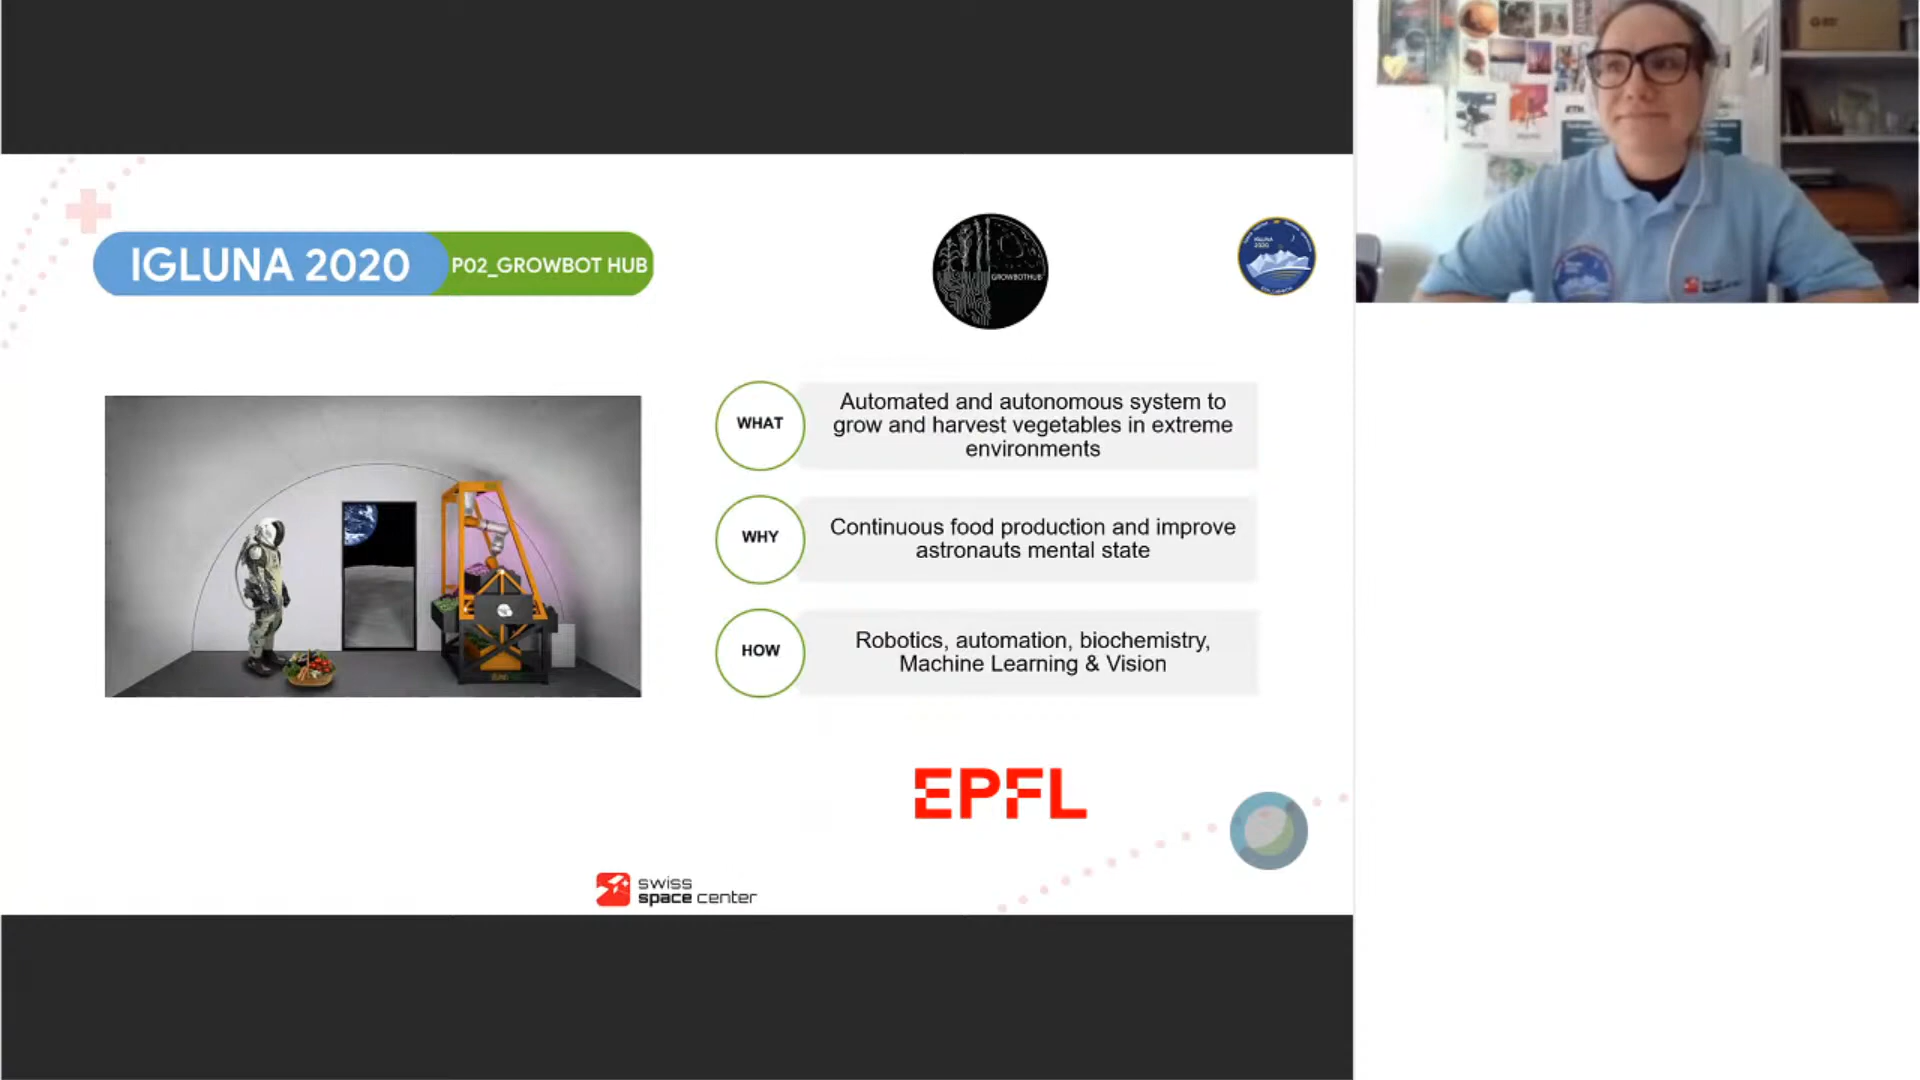 IGLUNA 2020
P02_GROWBOT HUB
GROWBOTHUB
IGLUNA
2020
WHAT
Automated and autonomous system to
grow and harvest vegetables in extreme
environments
WHY
Continuous food production and improve
astronauts mental state
HOW
Robotics, automation, biochemistry,
Machine Learning & Vision
EPFL
swiss
space center